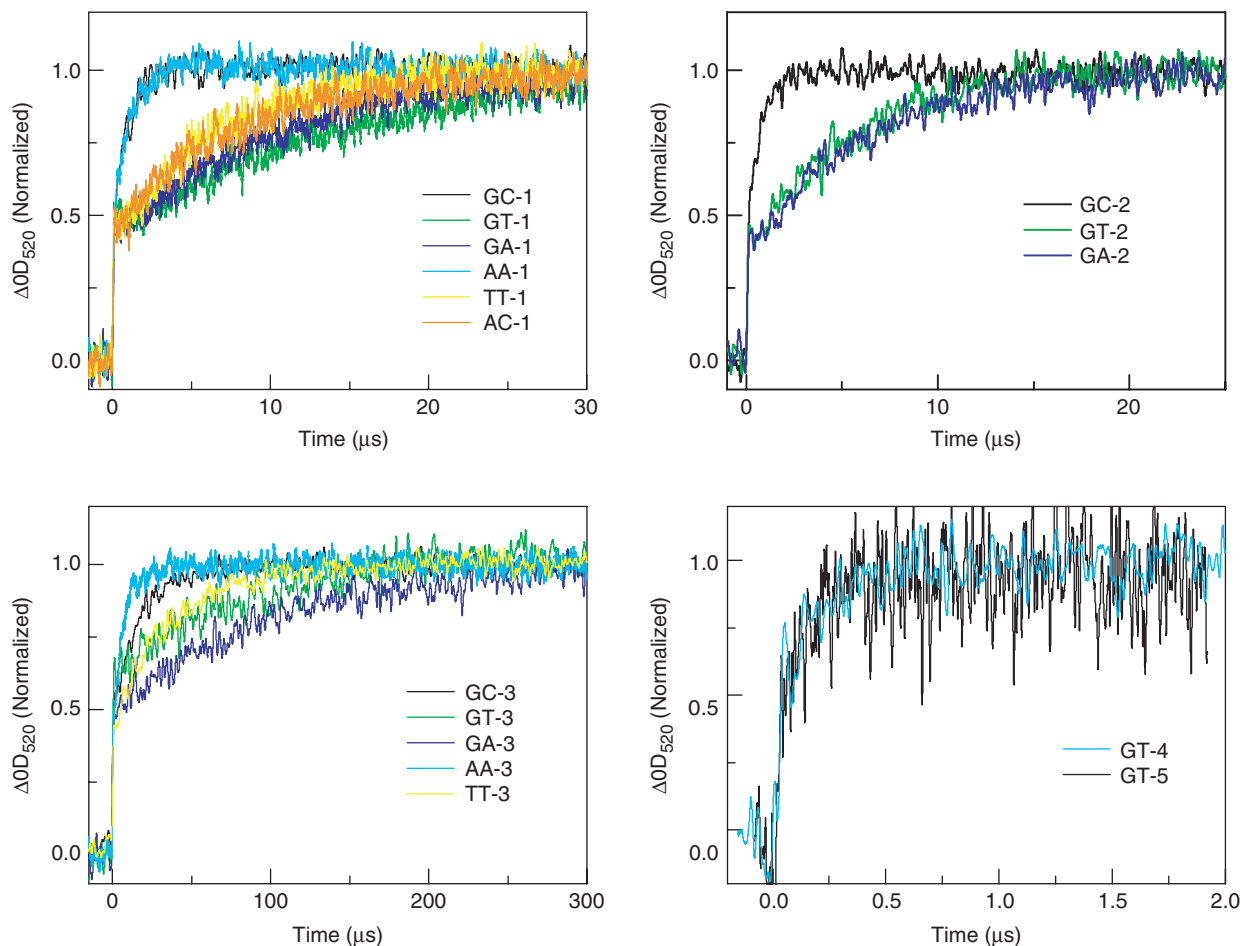 ΔOD520 (Normalized)
1.0
0.5
0.0
GC-1
GT-1
GA-1
AA-1
TT-1
AC-1
0
10
20
30
Time (μs)
ΔOD520 (Normalized)
1.0
0.5
0.0
GC-2
GT-2
GA-2
0
10
20
Time (μs)
ΔOD520 (Normalized)
1.0
0.5
0.0
GC-3
GT-3
GA-3
AA-3
TT-3
0
100
200
300
Time (μs)
ΔOD520 (Normalized)
1.0
0.5
0.0
GT-4
GT-5
0.0
0.5
1.0
1.5
2.0
Time (μs)